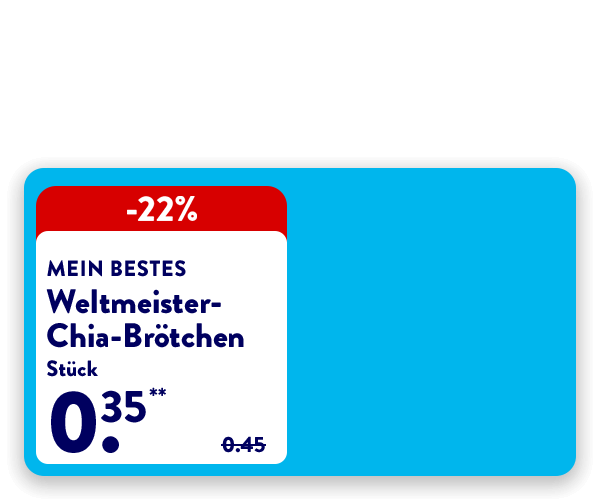 -22%
MEIN BESTES
Weltmeister-
Chia-Brötchen
Stück
0.35**
0.45